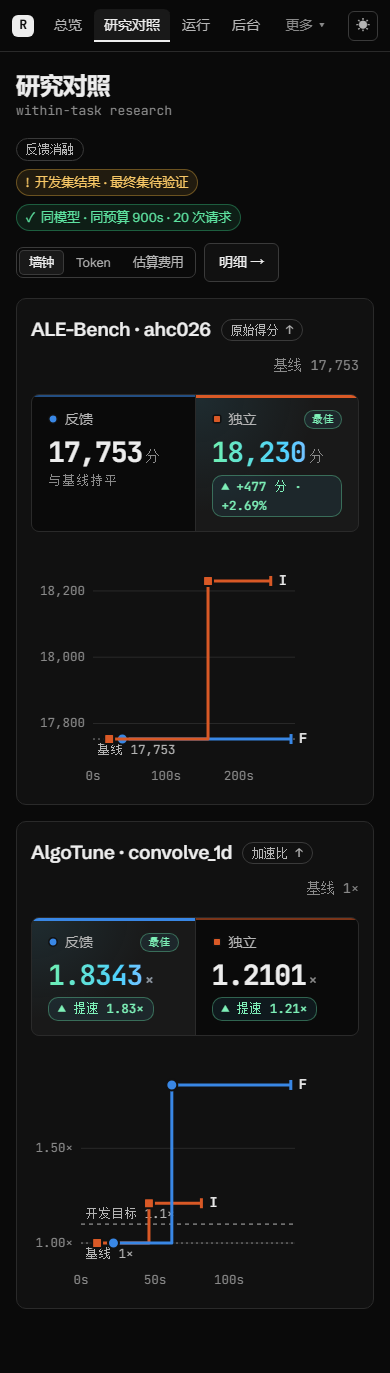 R 总览 研究对照 运行 后台 更多 ▾
研究对照
within-task research
反馈消融
! 开发集结果 · 最终集待验证
✓ 同模型 · 同预算 900s · 20 次请求
墙钟 Token 估算费用 明细 →
ALE-Bench · ahc026 原始得分 ↑
基线 17,753
反馈 独立 最佳
17,753 分 18,230 分
与基线持平 ▲ +477 分 ·
+2.69%
I
18,200
18,000
17,800
F
基线 17,753
0s 100s 200s
AlgoTune · convolve_1d 加速比 ↑
基线 1×
反馈 最佳 独立
1.8343× 1.2101×
▲ 提速 1.83× ▲ 提速 1.21×
F
1.50×
I
开发目标 1.1×
1.00×
基线 1×
0s 50s 100s